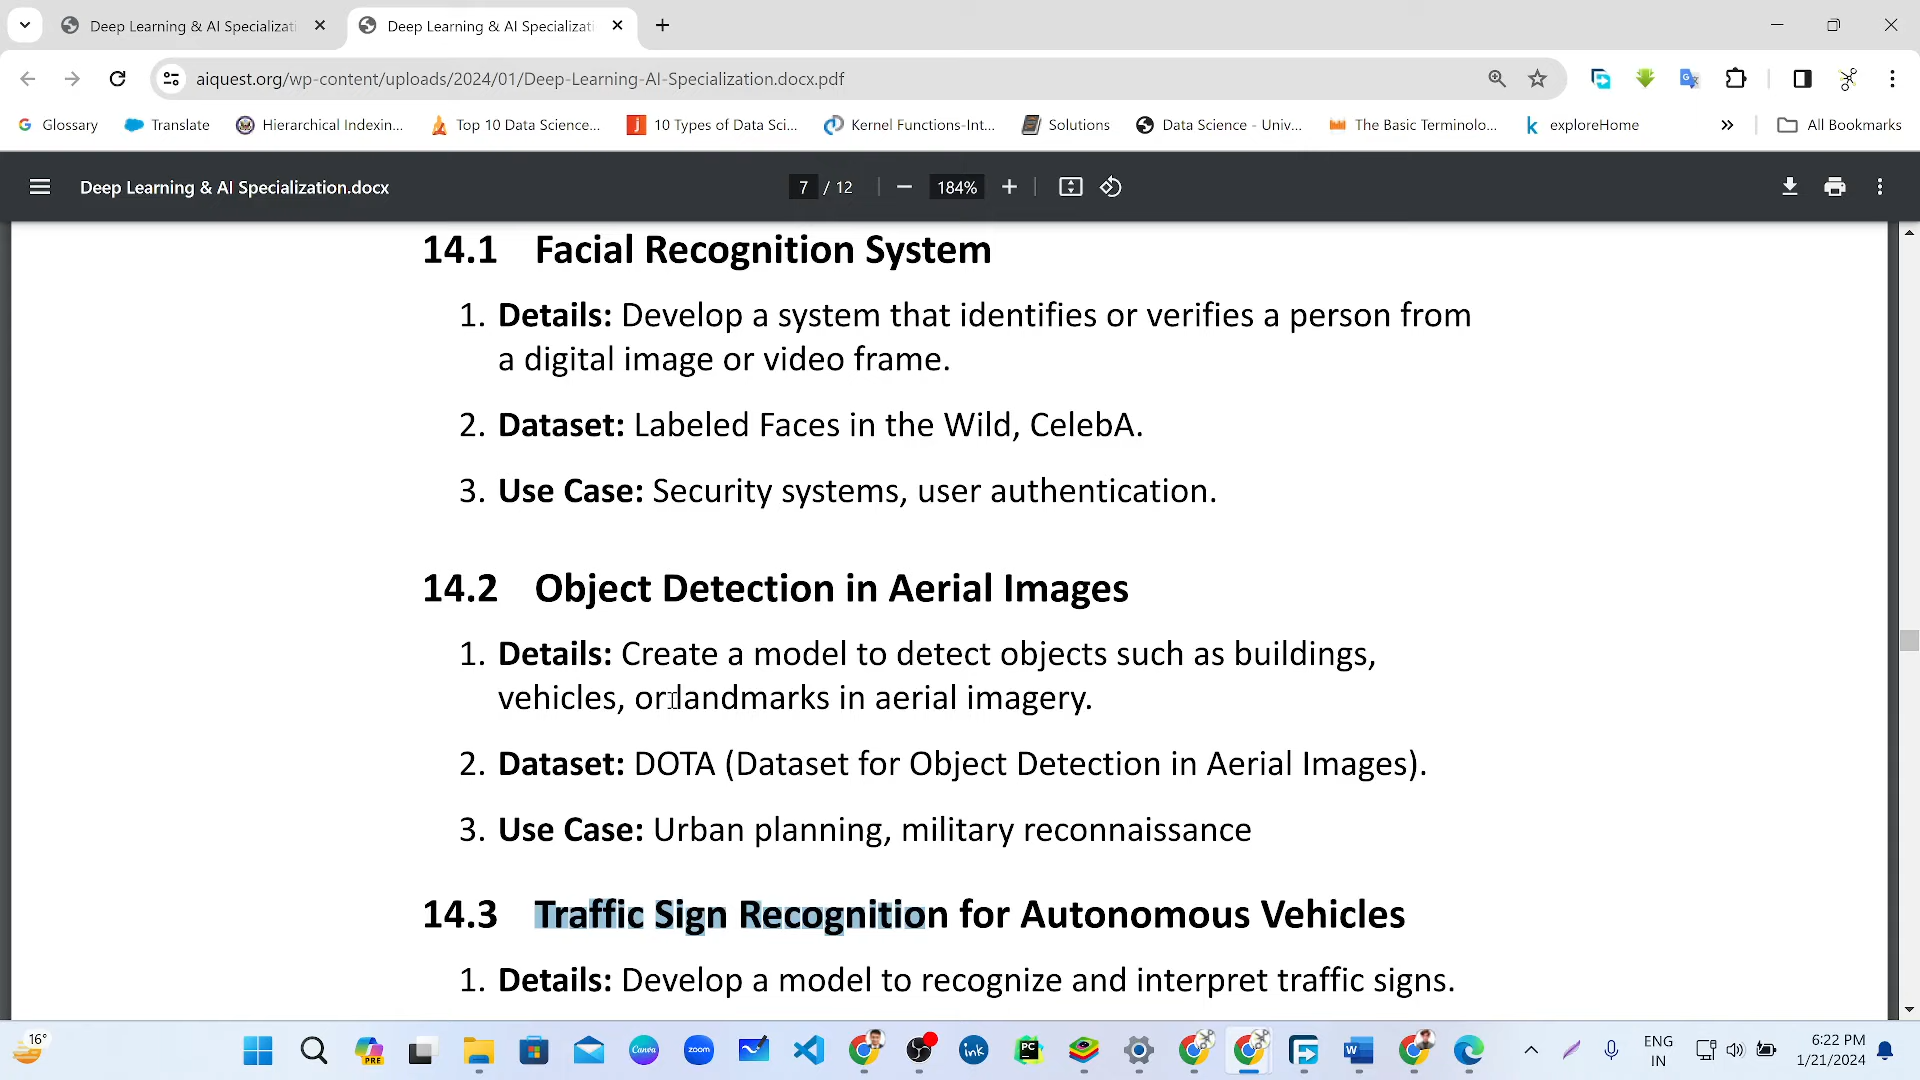 Deep Learning & AI Specializati
Deep Learning & AI Specializati
aiquest.org/wp-content/uploads/2024/01/Deep-Learning-AI-Specialization.docx.pdf
Glossary
Translate
Hierarchical Indexin...
Top 10 Data Science...
10 Types of Data Sci...
Kernel Functions-Int...
Solutions
Data Science - Univ...
The Basic Terminolo...
exploreHome
All Bookmarks
Deep Learning & AI Specialization.docx
7 / 12
184%
14.1 Facial Recognition System
1. Details: Develop a system that identifies or verifies a person from
a digital image or video frame.
2. Dataset: Labeled Faces in the Wild, CelebA.
3. Use Case: Security systems, user authentication.
14.2 Object Detection in Aerial Images
1. Details: Create a model to detect objects such as buildings,
vehicles, or landmarks in aerial imagery.
2. Dataset: DOTA (Dataset for Object Detection in Aerial Images).
3. Use Case: Urban planning, military reconnaissance
14.3 Traffic Sign Recognition for Autonomous Vehicles
1. Details: Develop a model to recognize and interpret traffic signs.
16°
PRE
Canva
zoom
ink
PC
ENG
IN
6:22 PM
1/21/2024